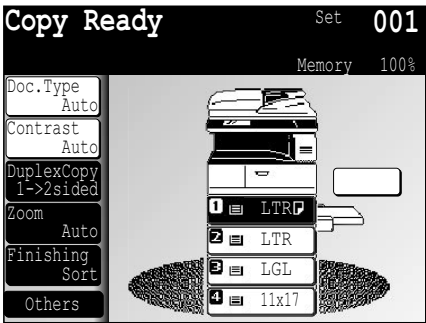 Copy Ready
Set 001
Memory 100%
Doc.Type
Auto
Contrast
Auto
DuplexCopy
1->2sided
Zoom
Auto
Finishing
Sort
Others
1 LTR
2 LTR
3 LGL
4 11x17